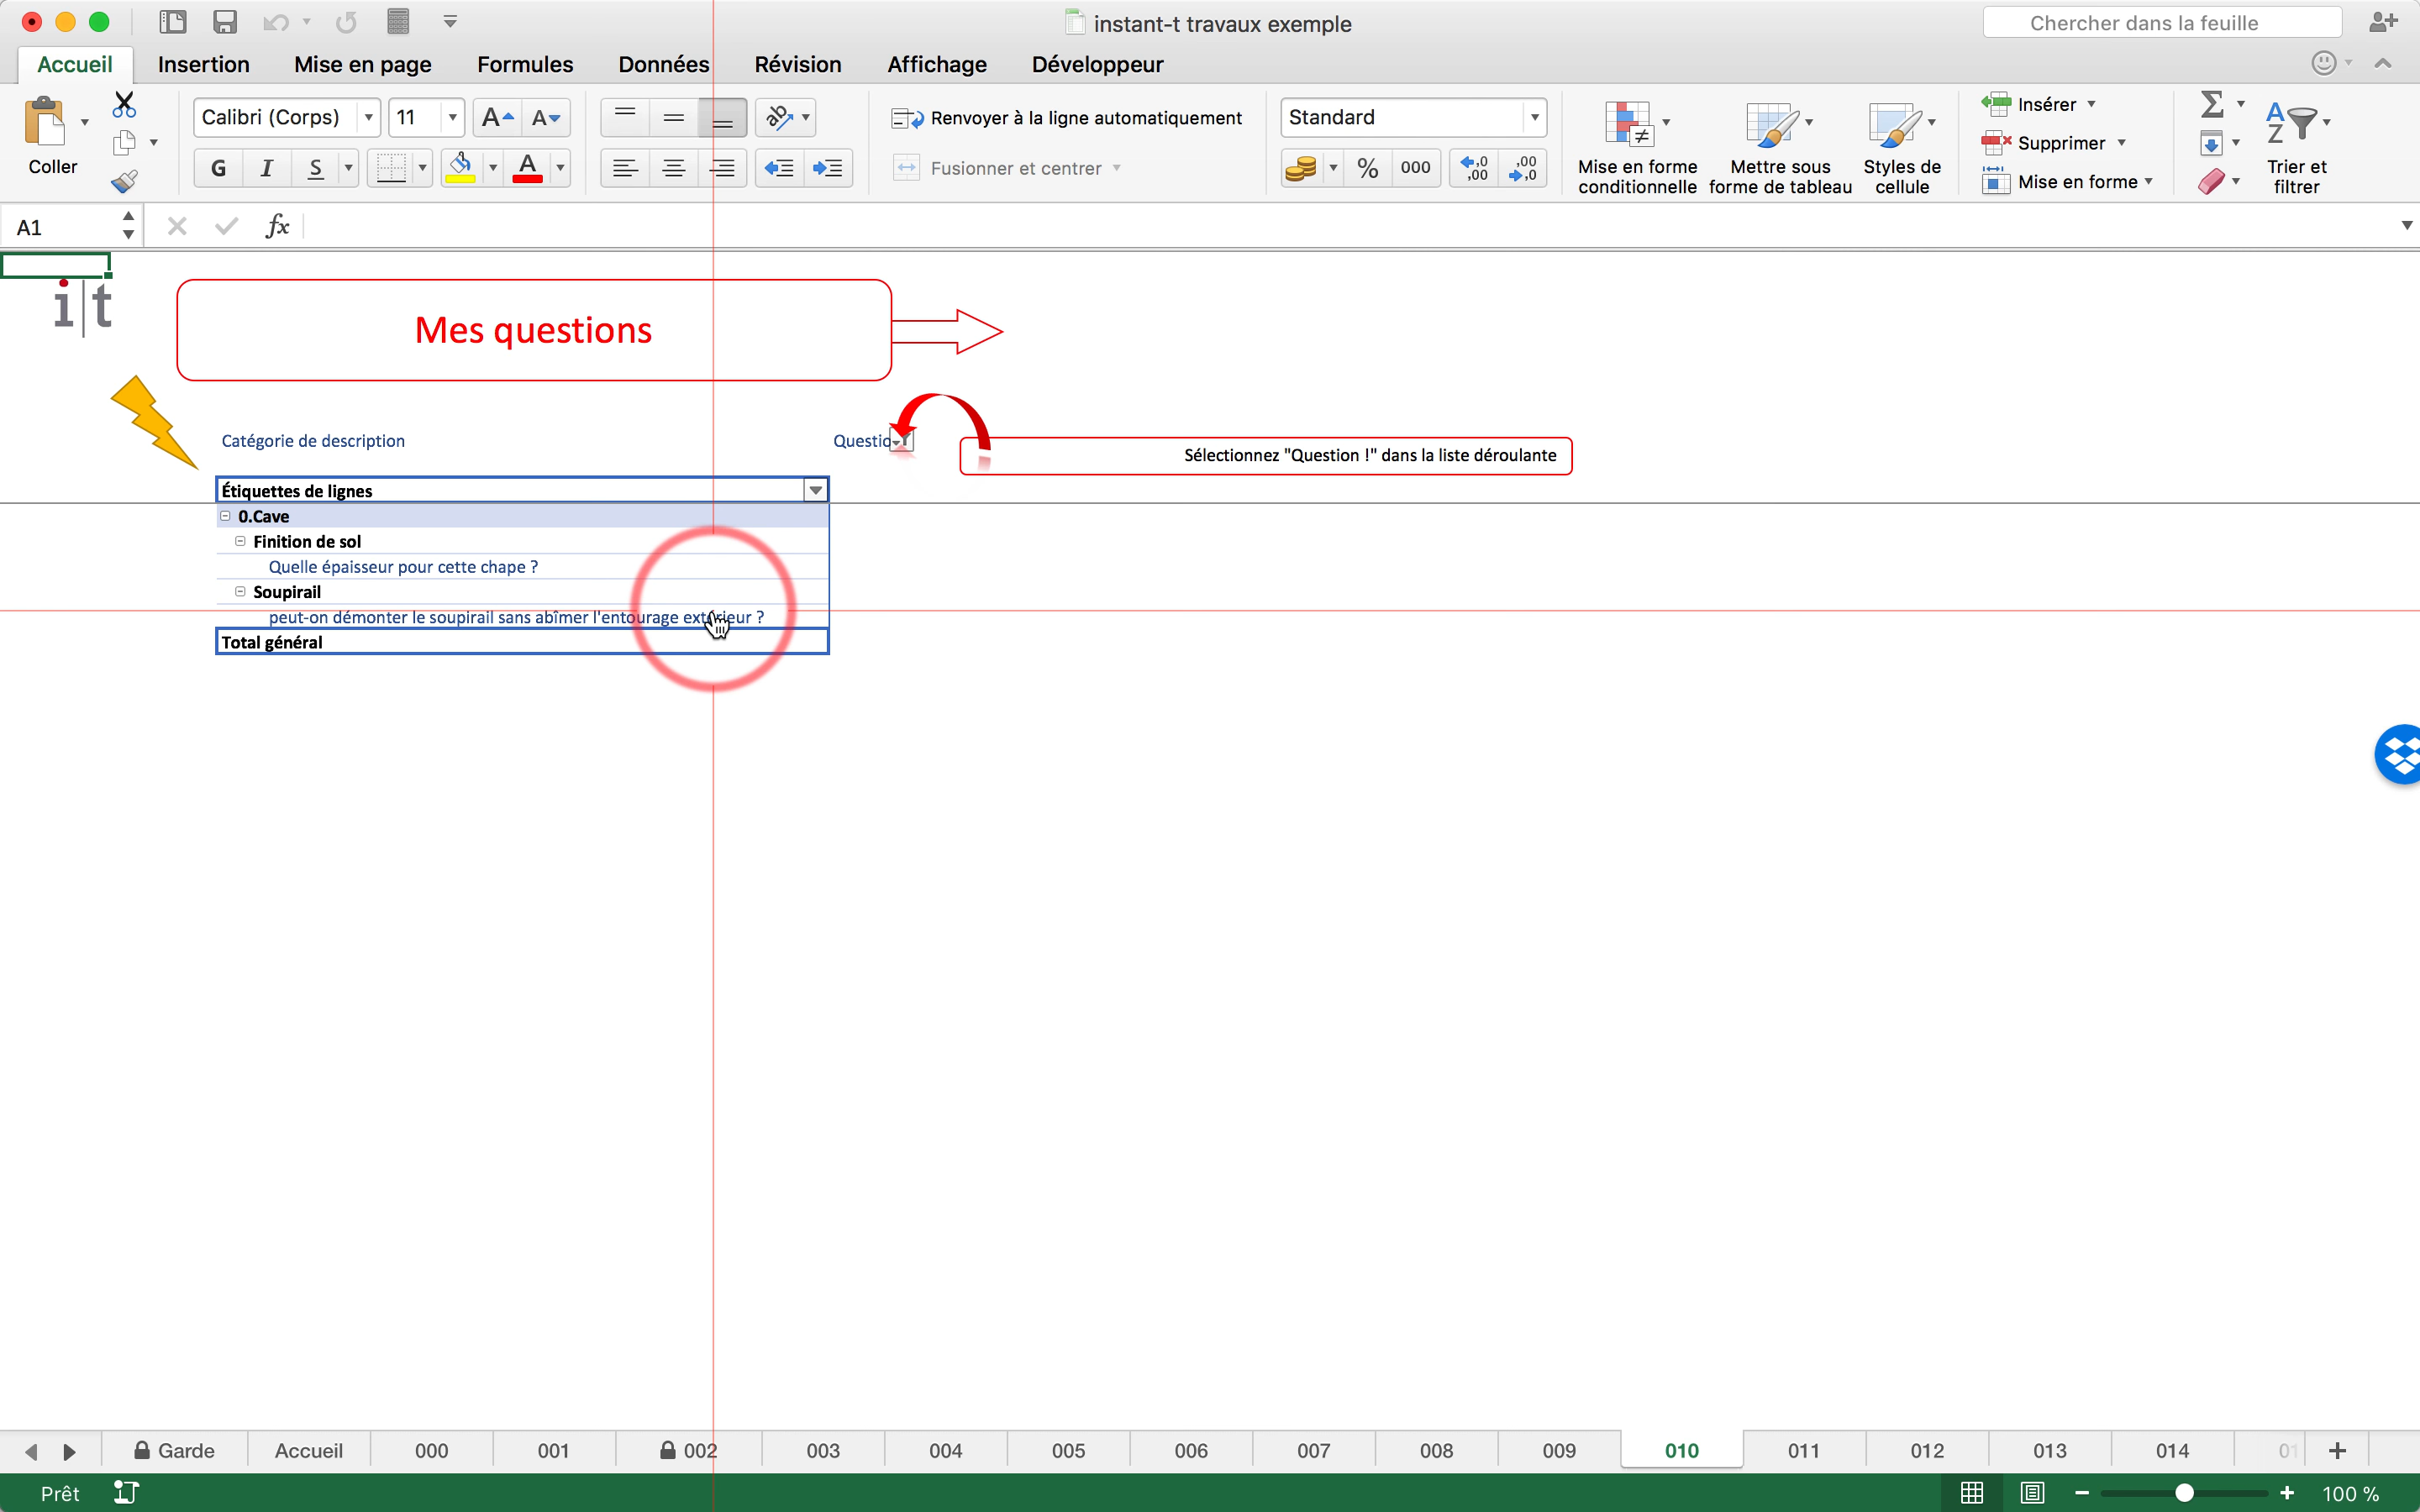 instant-t travaux exemple
Chercher dans la feuille
Accueil Insertion Mise en page Formules Données Révision Affichage Développeur
Coller
Calibri (Corps) 11
G I S
Renvoyer à la ligne automatiquement
Fusionner et centrer
Standard
% 000
Mise en forme conditionnelle
Mettre sous forme de tableau
Styles de cellule
Insérer
Supprimer
Mise en forme
Trier et filtrer
A1 fx
i|t
Mes questions
Catégorie de description
Questio
Sélectionnez "Question !" dans la liste déroulante
Étiquettes de lignes
0.Cave
Finition de sol
Quelle épaisseur pour cette chape ?
Soupirail
peut-on démonter le soupirail sans abîmer l'entourage extérieur ?
Total général
Garde Accueil 000 001 002 003 004 005 006 007 008 009 010 011 012 013 014
Prêt
100 %